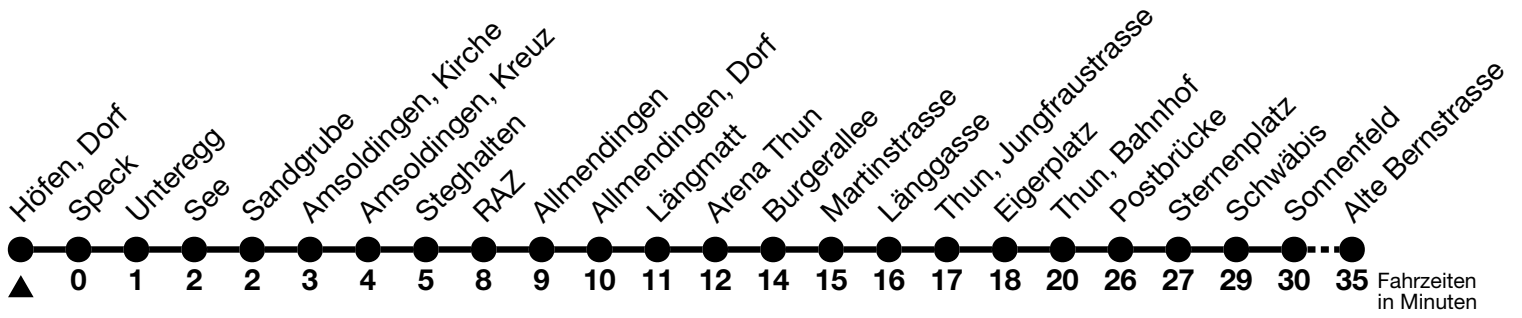 Höfen, Dorf
Speck
Unteregg
See
Sandgrube
Amsoldingen, Kirche
Amsoldingen, Kreuz
Steghalten
RAZ
Allmendingen
Allmendingen, Dorf
Längmatt
Arena Thun
Burgerallee
Martinstrasse
Länggasse
Thun, Jungfraustrasse
Eigerplatz
Thun, Bahnhof
Postbrücke
Sternenplatz
Schwäbis
Sonnenfeld
Alte Bernstrasse
0 1 2 2 3 4 5 8 9 10 11 12 14 15 16 17 18 20 26 27 29 30 35 Fahrzeiten
in Minuten